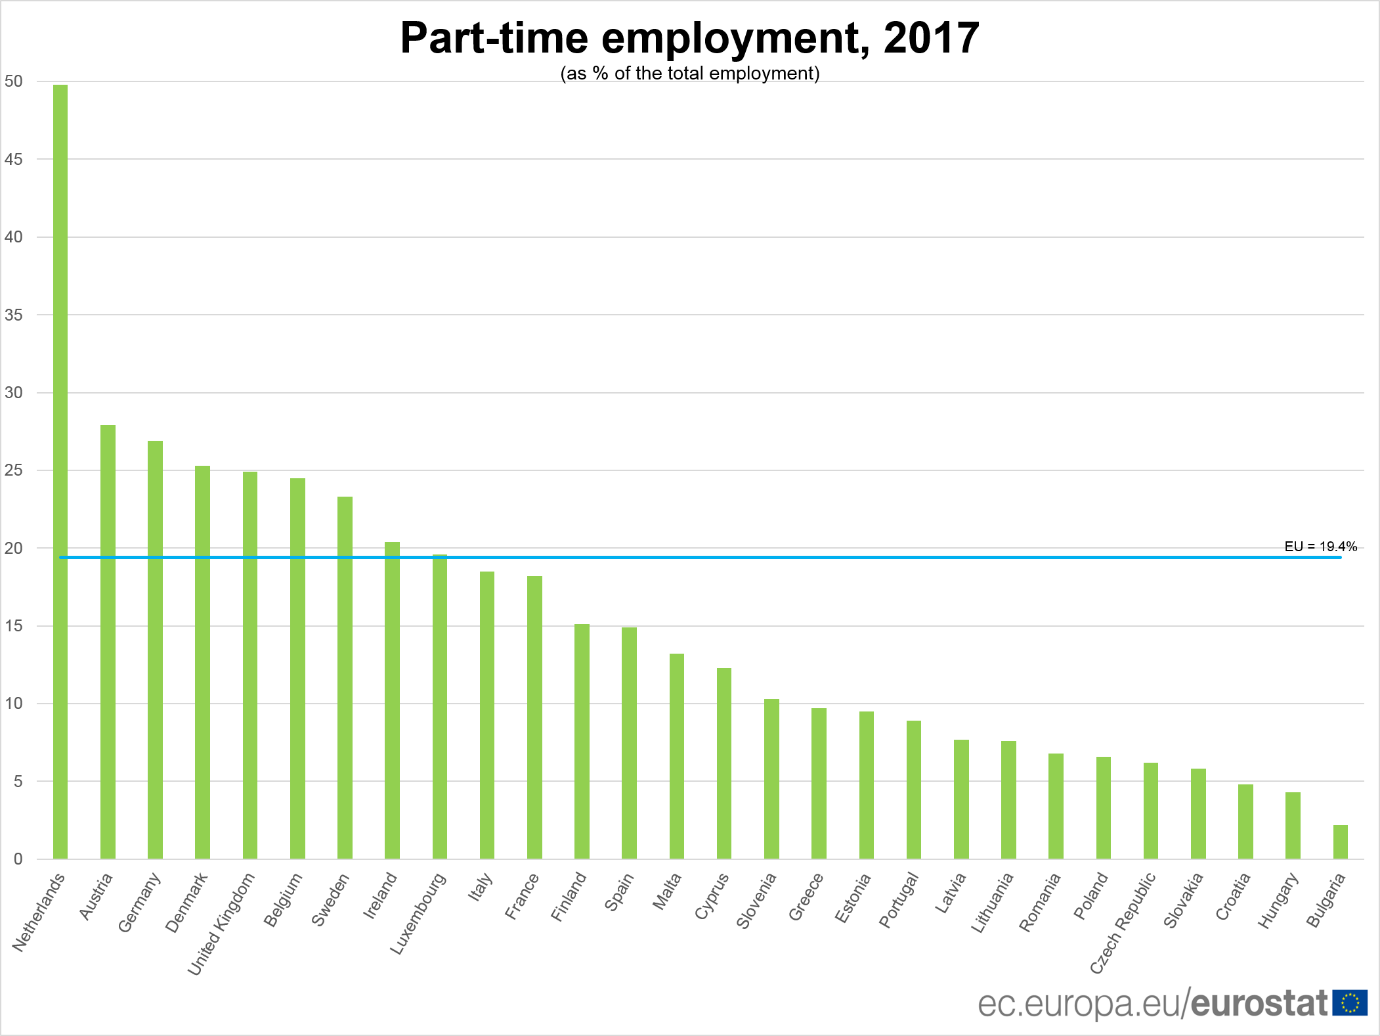 Part-time employment, 2017
(as % of the total employment)
50
45
40
35
30
25
20
15
10
5
0
EU = 19.4%
Netherlands
Austria
Germany
Denmark
United Kingdom
Belgium
Sweden
Ireland
Luxembourg
Italy
France
Finland
Spain
Malta
Cyprus
Slovenia
Greece
Estonia
Portugal
Latvia
Lithuania
Romania
Poland
Czech Republic
Slovakia
Croatia
Hungary
Bulgaria
ec.europa.eu/eurostat